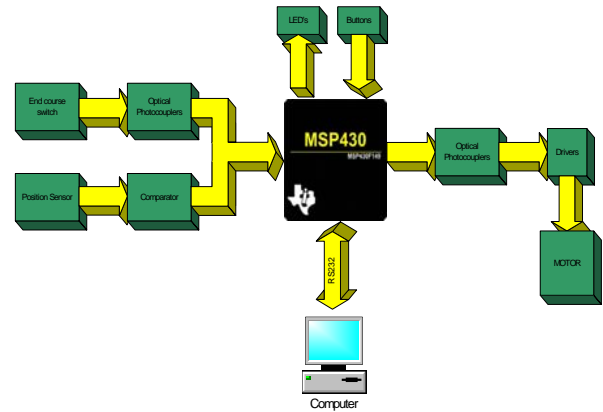 LED's
Buttons
End course
switch
Optical
Photocouplers
MSP430
MSP430F149
Optical
Photocouplers
Drivers
Position Sensor
Comparator
MOTOR
RS232
Computer